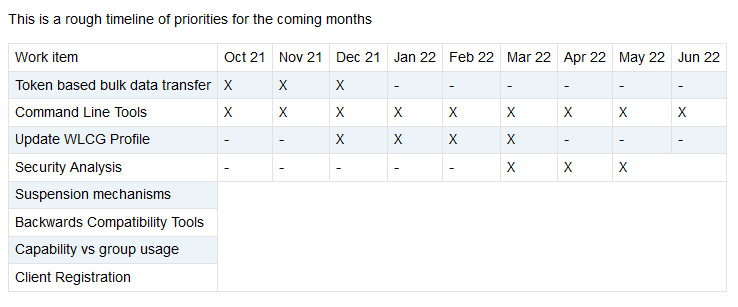 This is a rough timeline of priorities for the coming months
Work item Oct 21 Nov 21 Dec 21 Jan 22 Feb 22 Mar 22 Apr 22 May 22 Jun 22
Token based bulk data transfer X X X - - - - - -
Command Line Tools X X X X X X X X X
Update WLCG Profile - - X X X X - - -
Security Analysis - - - - - X X X
Suspension mechanisms
Backwards Compatibility Tools
Capability vs group usage
Client Registration